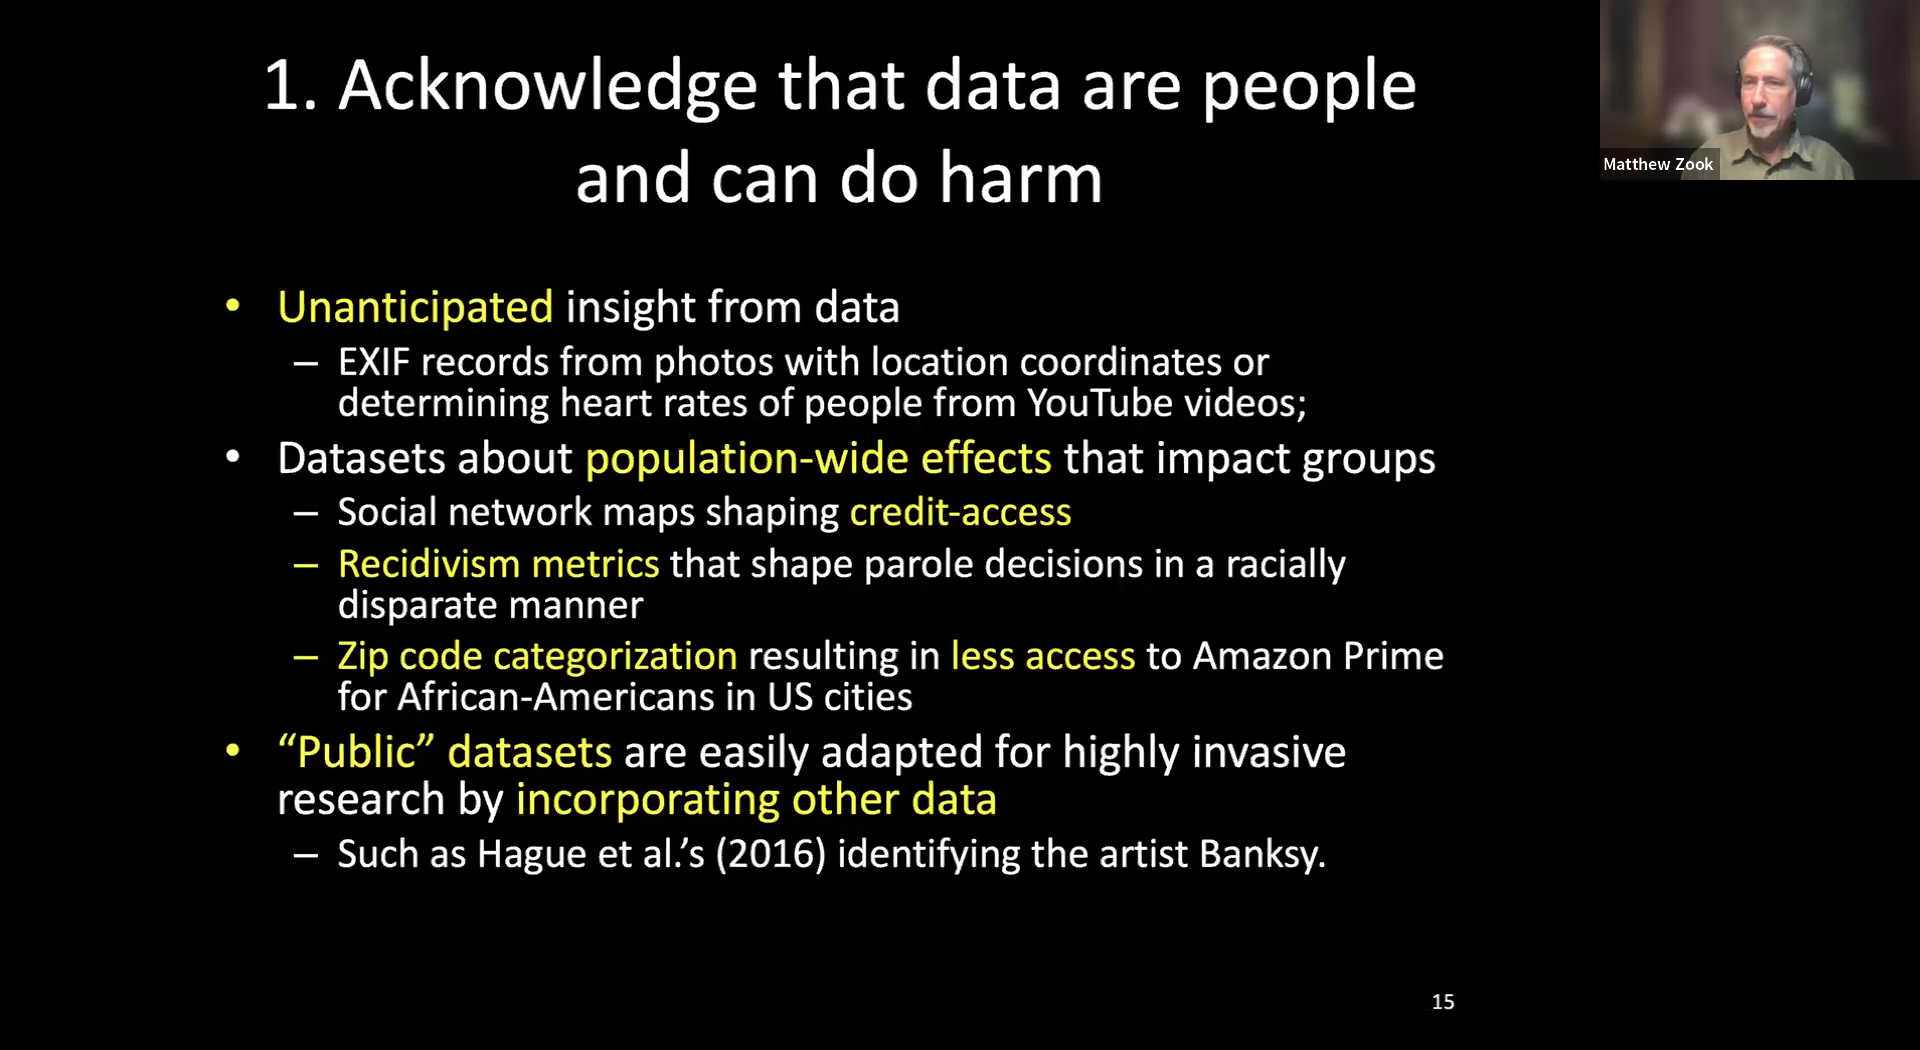 1. Acknowledge that data are people
and can do harm
Matthew Zook
• Unanticipated insight from data
– EXIF records from photos with location coordinates or
determining heart rates of people from YouTube videos;
• Datasets about population-wide effects that impact groups
– Social network maps shaping credit-access
– Recidivism metrics that shape parole decisions in a racially
disparate manner
– Zip code categorization resulting in less access to Amazon Prime
for African-Americans in US cities
• “Public” datasets are easily adapted for highly invasive
research by incorporating other data
– Such as Hague et al.’s (2016) identifying the artist Banksy.
15